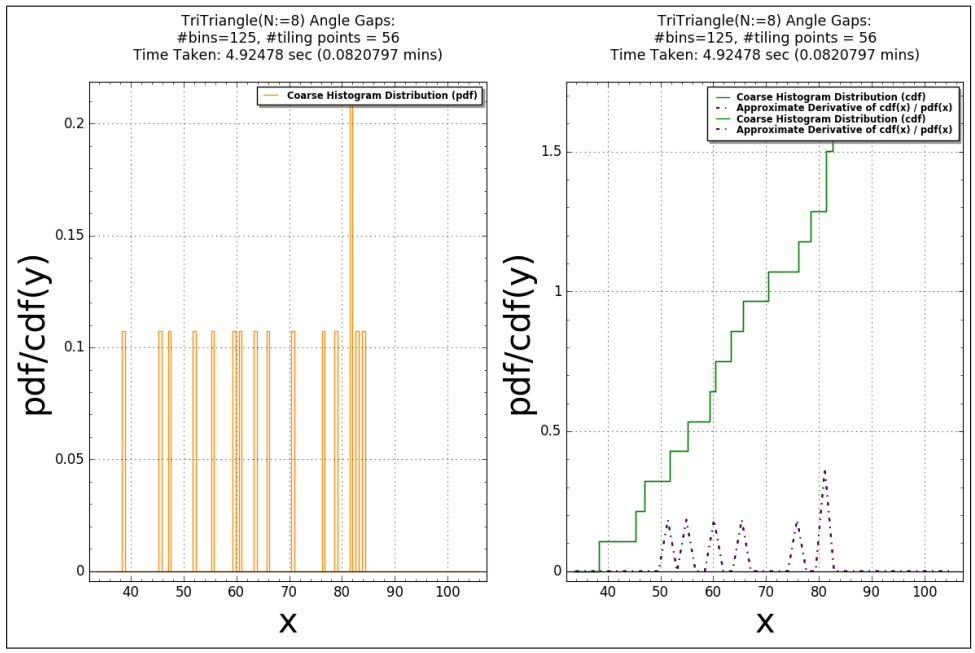 TriTriangle(N:=8) Angle Gaps:
#bins=125, #tiling points = 56
Time Taken: 4.92478 sec (0.0820797 mins)
Coarse Histogram Distribution (pdf)
0.2
0.15
0.1
0.05
0
pdf/cdf(y)
40 50 60 70 80 90 100
x
TriTriangle(N:=8) Angle Gaps:
#bins=125, #tiling points = 56
Time Taken: 4.92478 sec (0.0820797 mins)
Coarse Histogram Distribution (cdf)
Approximate Derivative of cdf(x) / pdf(x)
Coarse Histogram Distribution (cdf)
Approximate Derivative of cdf(x) / pdf(x)
1.5
1
0.5
0
pdf/cdf(y)
40 50 60 70 80 90 100
x